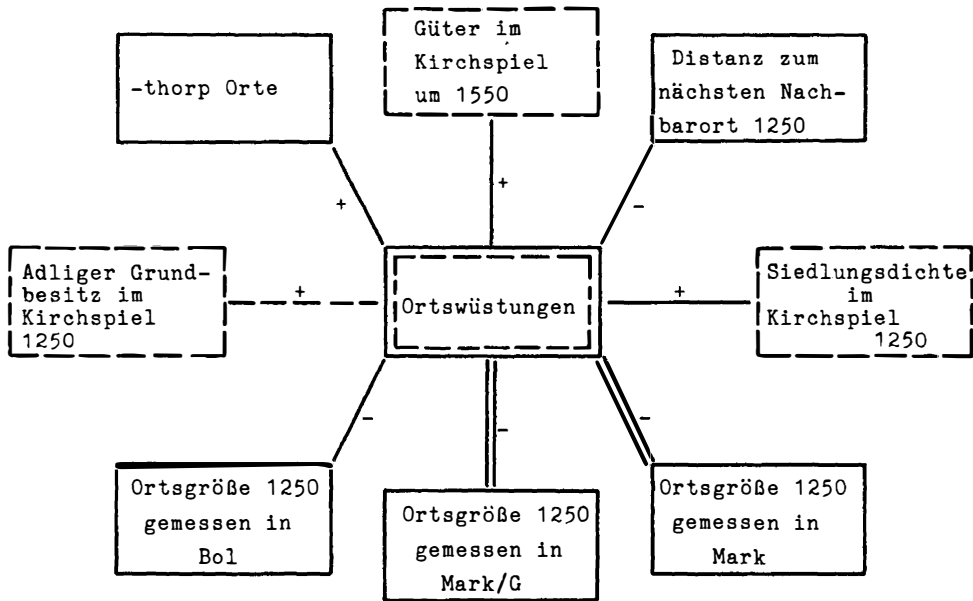 -thorp Orte
Güter im
Kirchspiel
um 1550
Distanz zum
nächsten Nach-
barort 1250
+
+
-
Adliger Grund-
besitz im
Kirchspiel
1250
+
Ortswüstungen
+
Siedlungsdichte
im
Kirchspiel
1250
-
-
-
Ortsgröße 1250
gemessen in
Bol
Ortsgröße 1250
gemessen in
Mark/G
Ortsgröße 1250
gemessen in
Mark